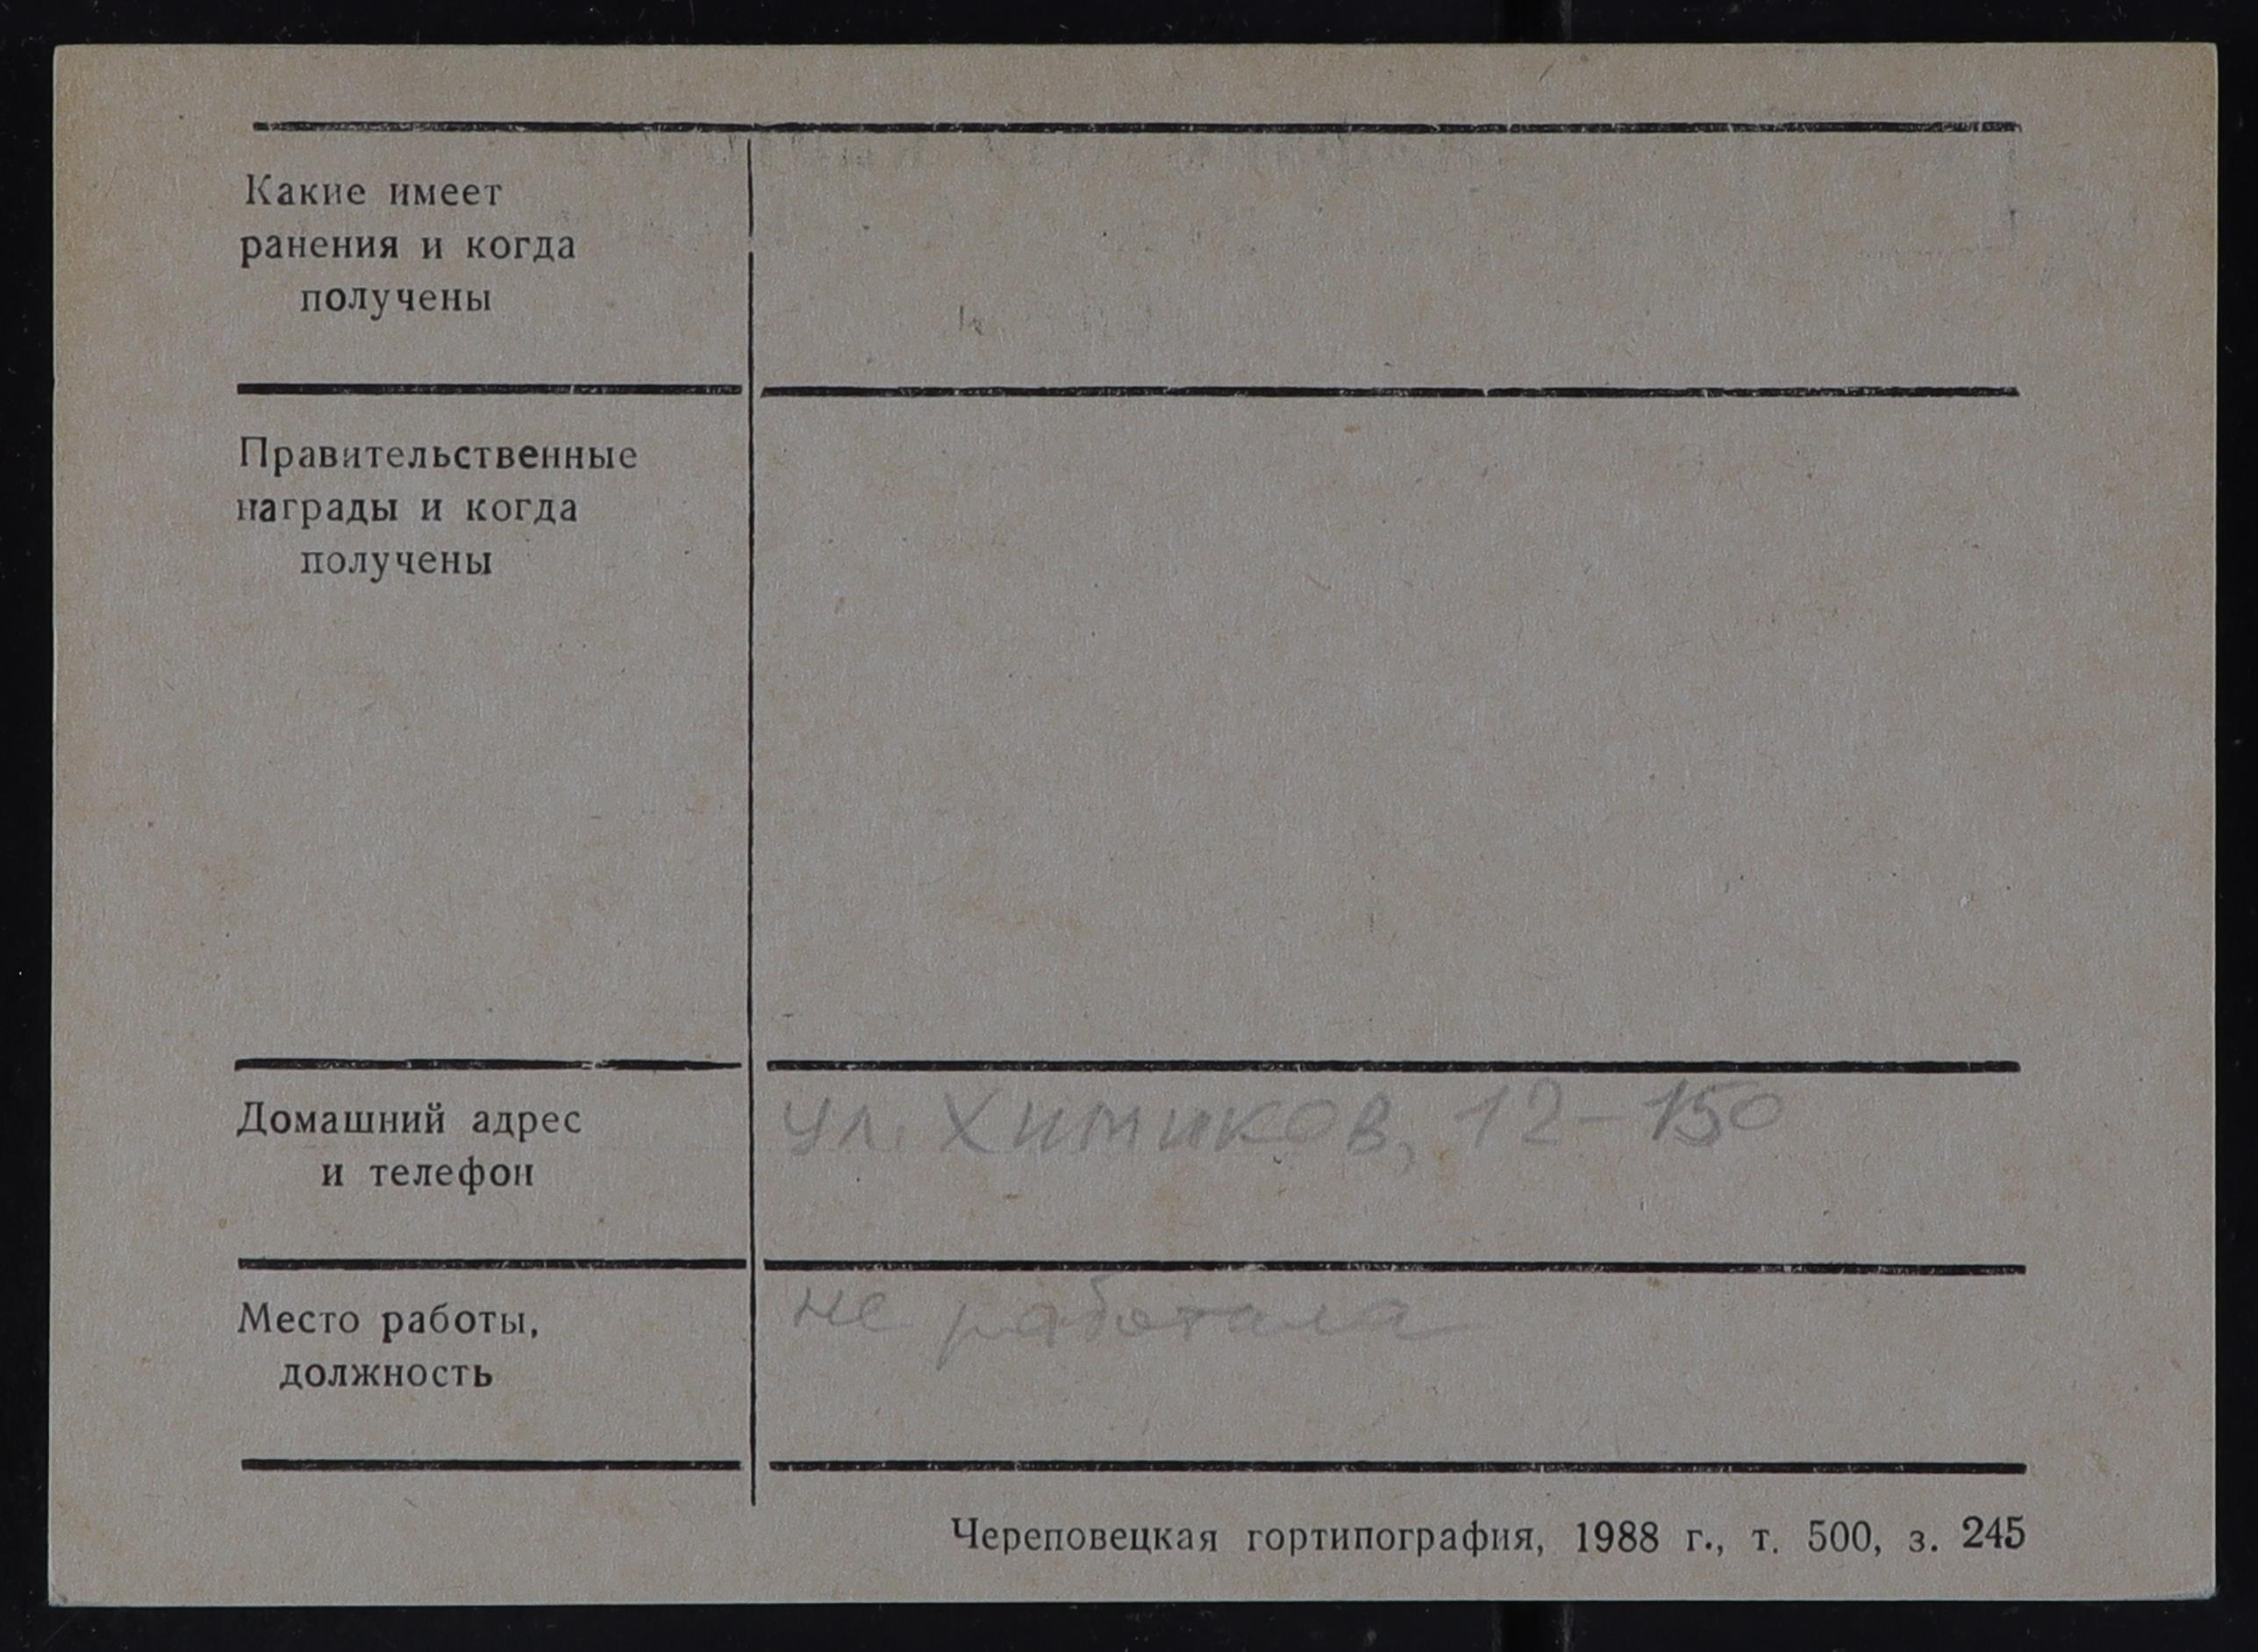 Какие имеет
ранения и когда
получены
Правительственные
награды и когда
получены
Домашний адрес
и телефон
ул. Химиков, 12-150
Место работы,
должность
не работала
Череповецкая гортипография, 1988 г., т. 500, з. 245